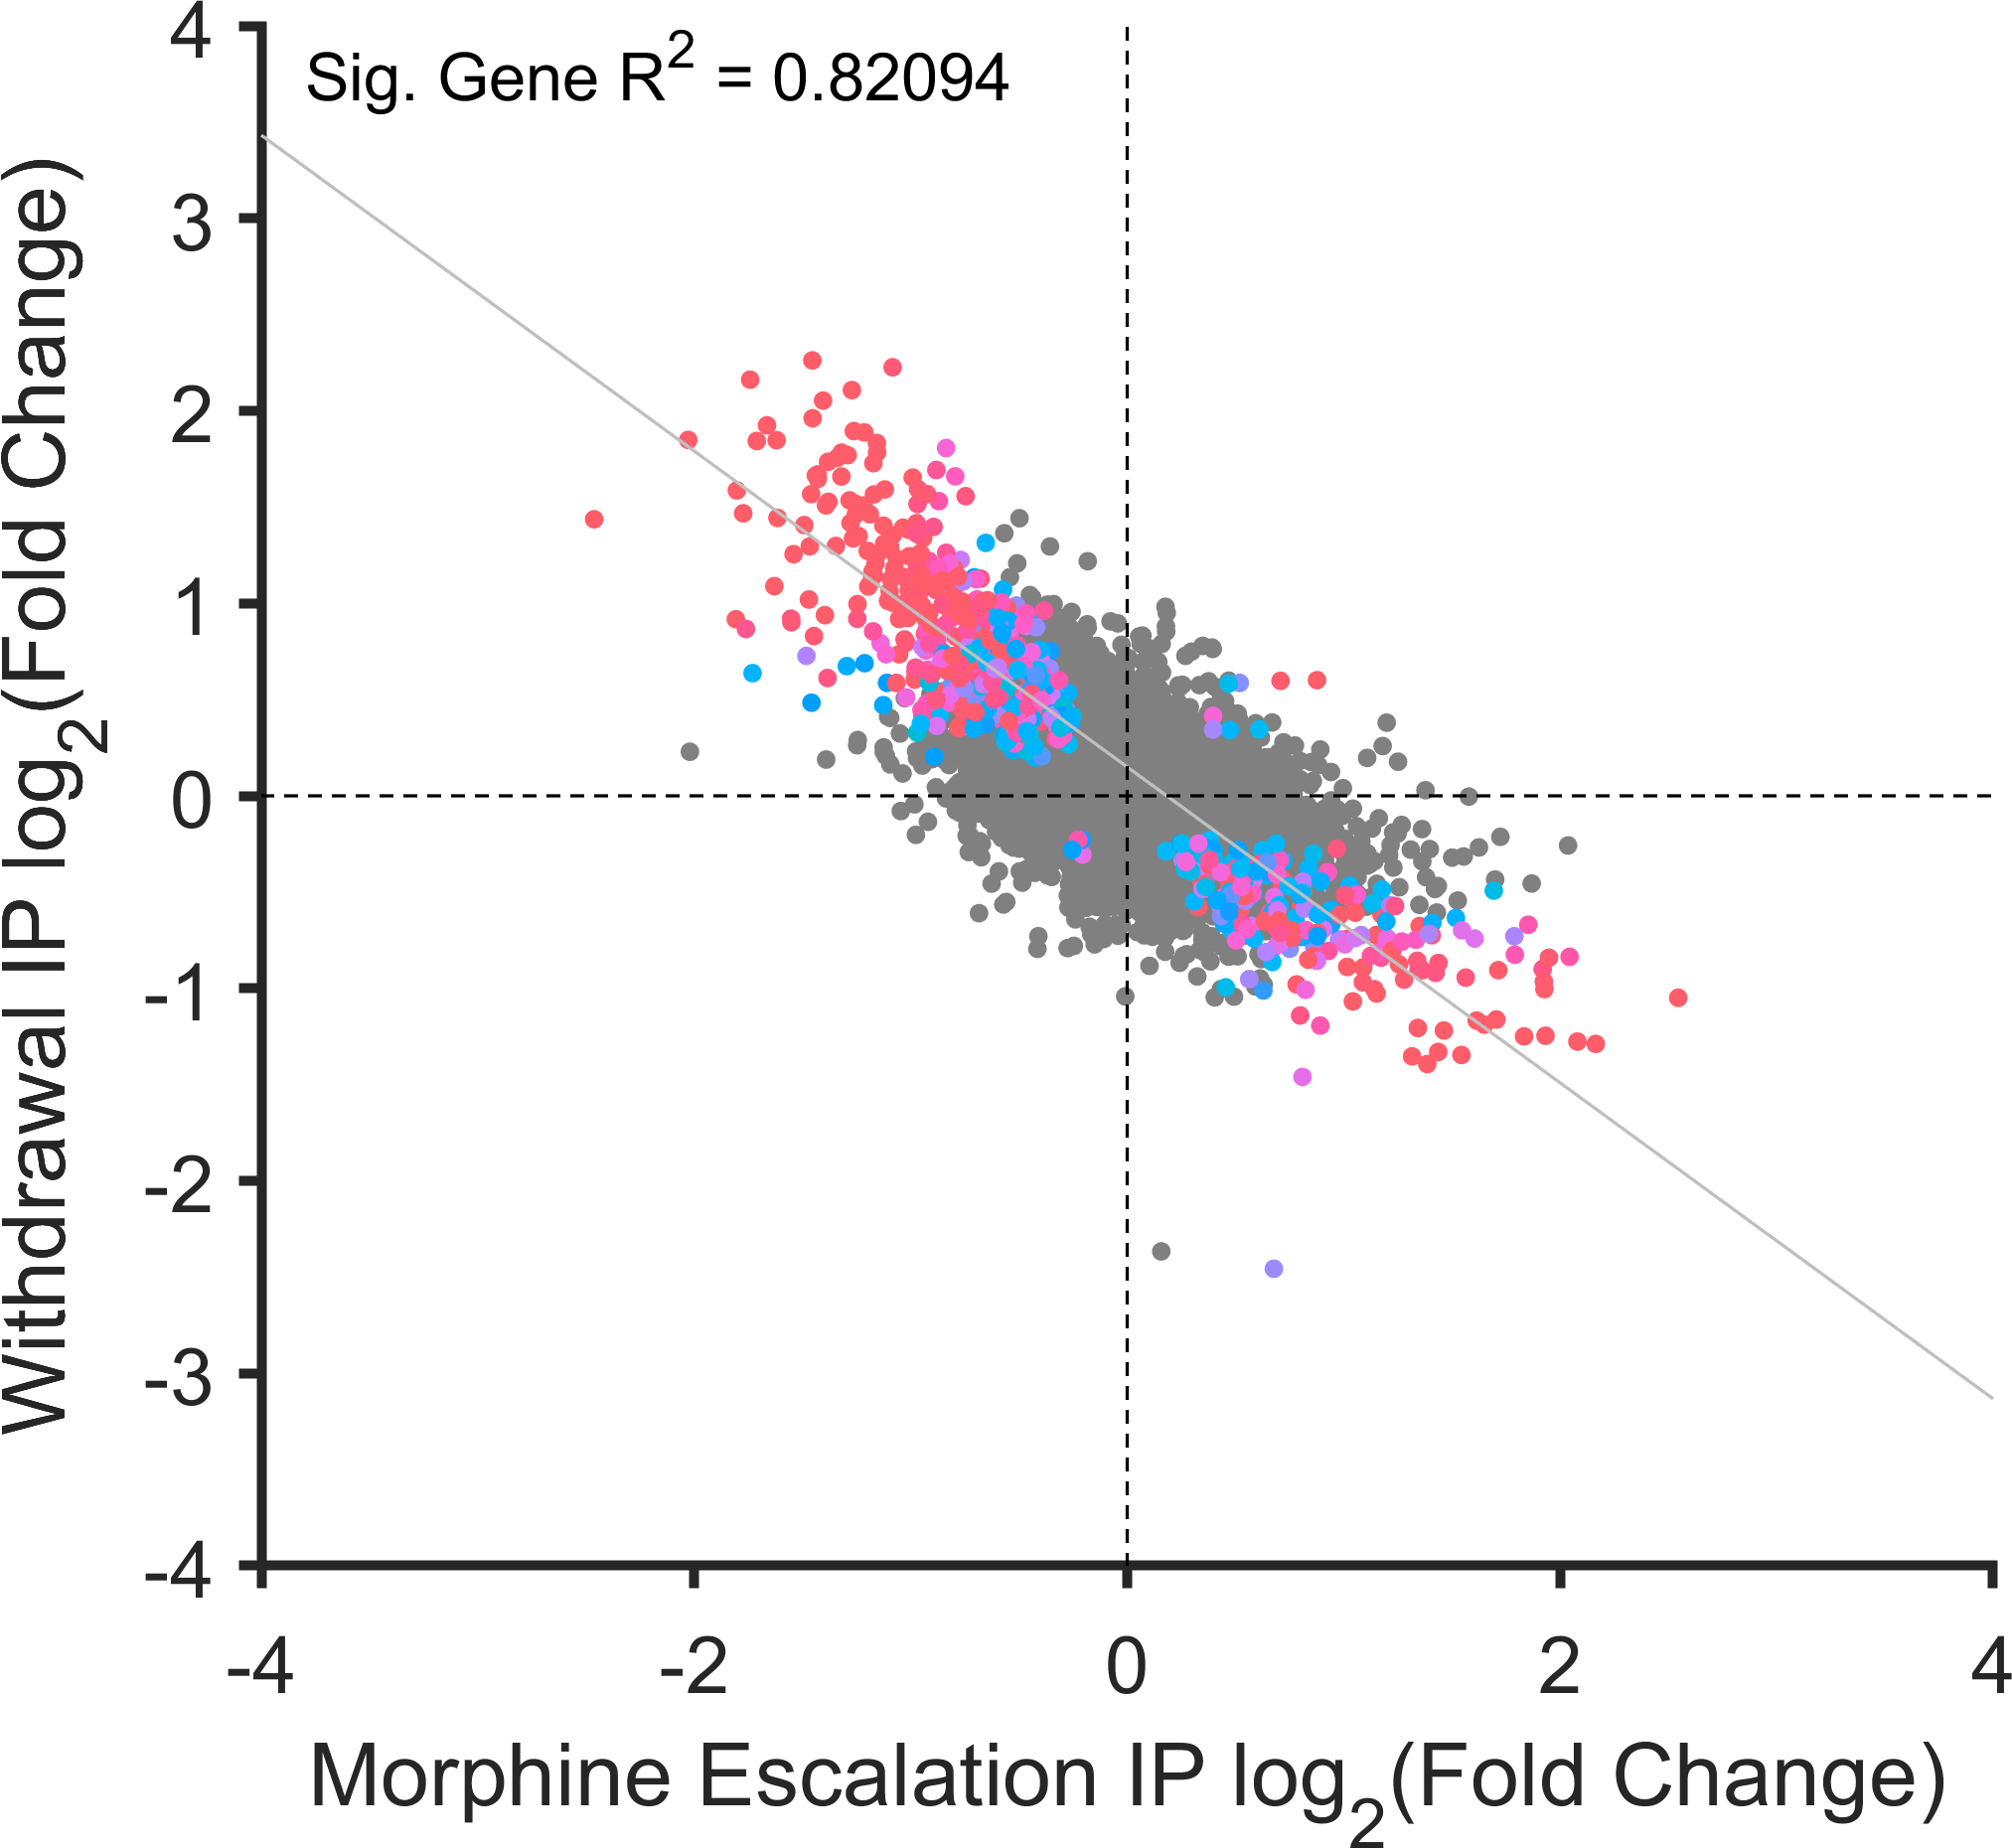 Sig. Gene R² = 0.82094
Withdrawal IP log₂(Fold Change)
4
3
2
1
0
-1
-2
-3
-4
-4 -2 0 2 4
Morphine Escalation IP log₂(Fold Change)